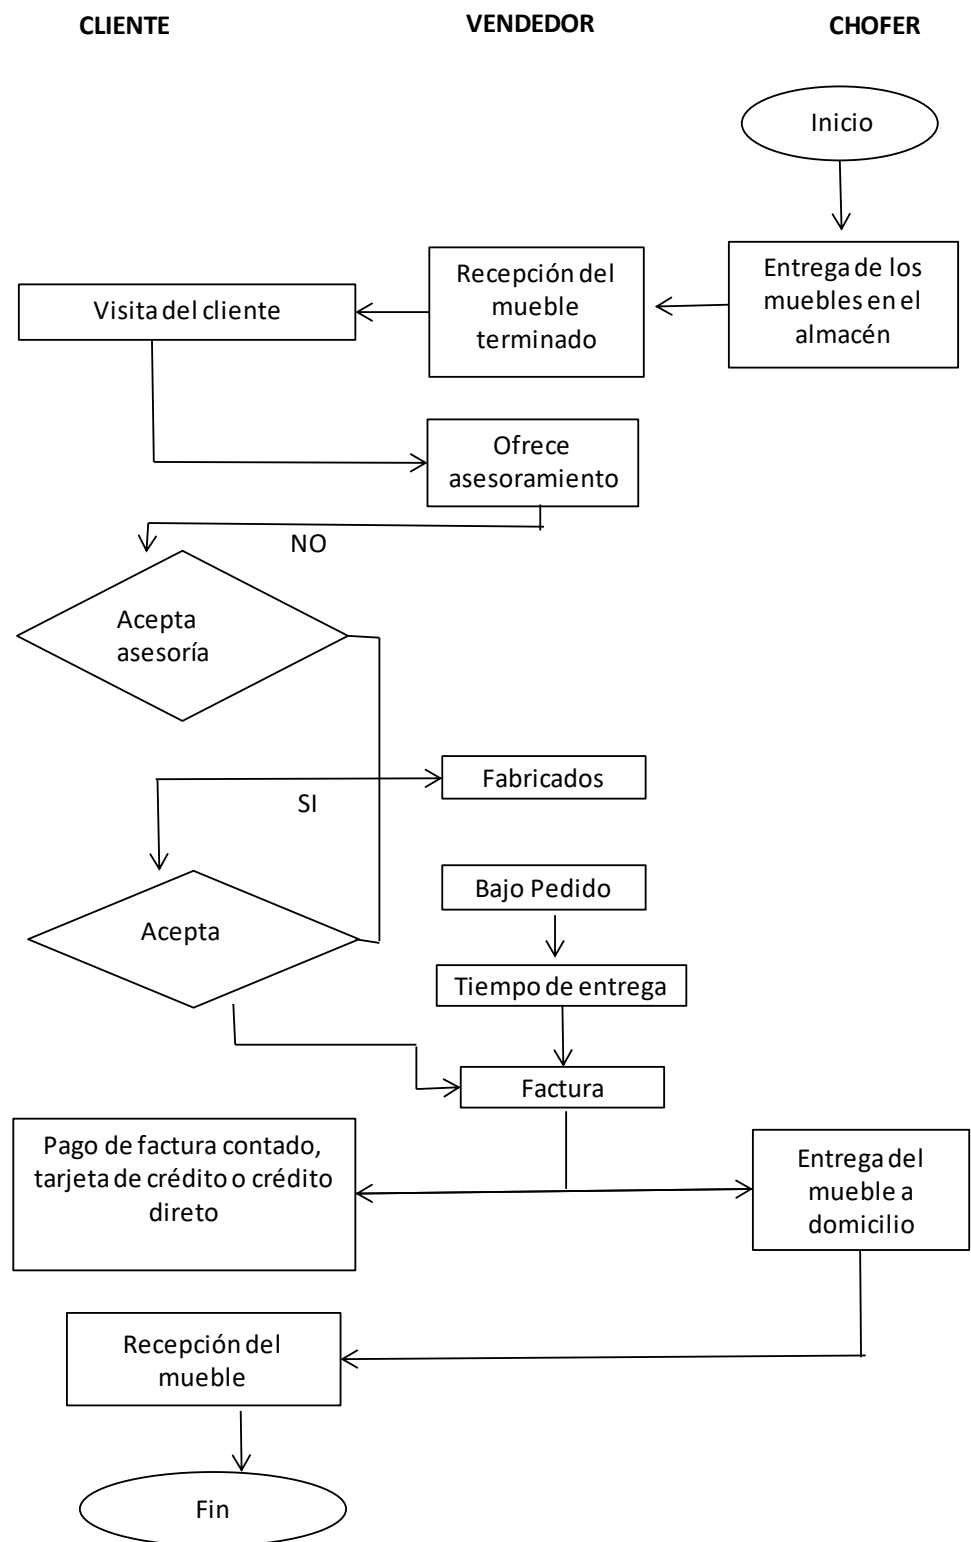 CLIENTE VENDEDOR CHOFER
Inicio
Entrega de los
muebles en el
almacén
Recepción del
mueble
terminado
Visita del cliente
Ofrece
asesoramiento
NO
Acepta
asesoría
Fabricados
SI
Bajo Pedido
Acepta
Tiempo de entrega
Factura
Pago de factura contado,
tarjeta de crédito o crédito
direto
Entrega del
mueble a
domicilio
Recepción del
mueble
Fin